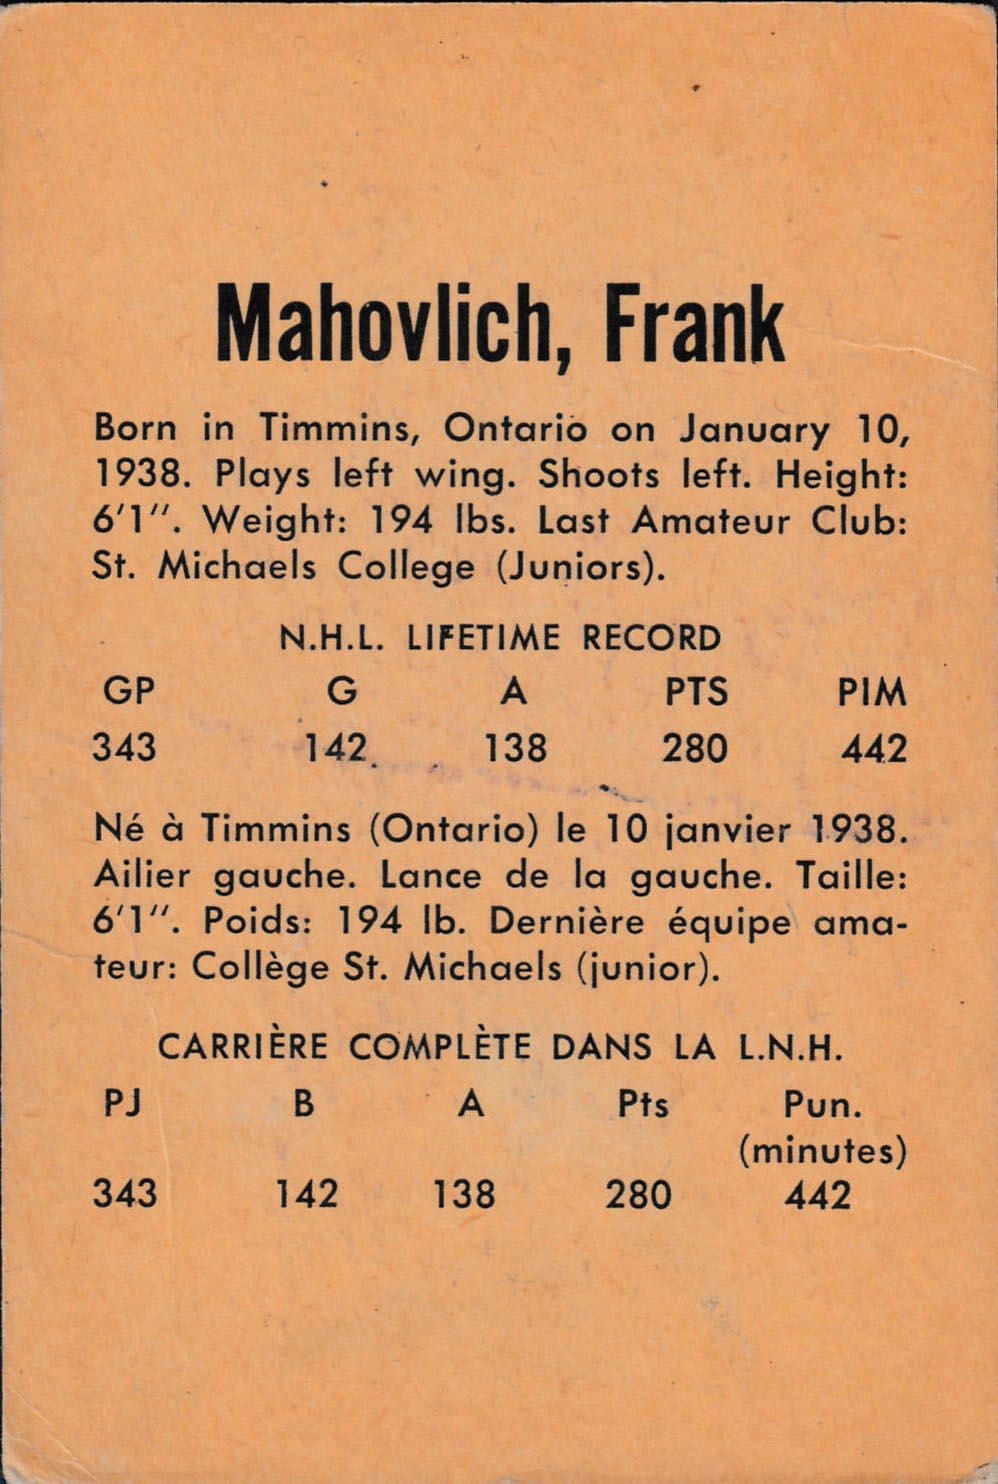 Mahovlich, Frank
Born in Timmins, Ontario on January 10,
1938. Plays left wing. Shoots left. Height:
6'1". Weight: 194 lbs. Last Amateur Club:
St. Michaels College (Juniors).
N.H.L. LIFETIME RECORD
GP G A PTS PIM
343 142 138 280 442
Né à Timmins (Ontario) le 10 janvier 1938.
Ailier gauche. Lance de la gauche. Taille:
6'1". Poids: 194 lb. Dernière équipe ama-
teur: Collège St. Michaels (junior).
CARRIÈRE COMPLÈTE DANS LA L.N.H.
PJ B A Pts Pun.
(minutes)
343 142 138 280 442